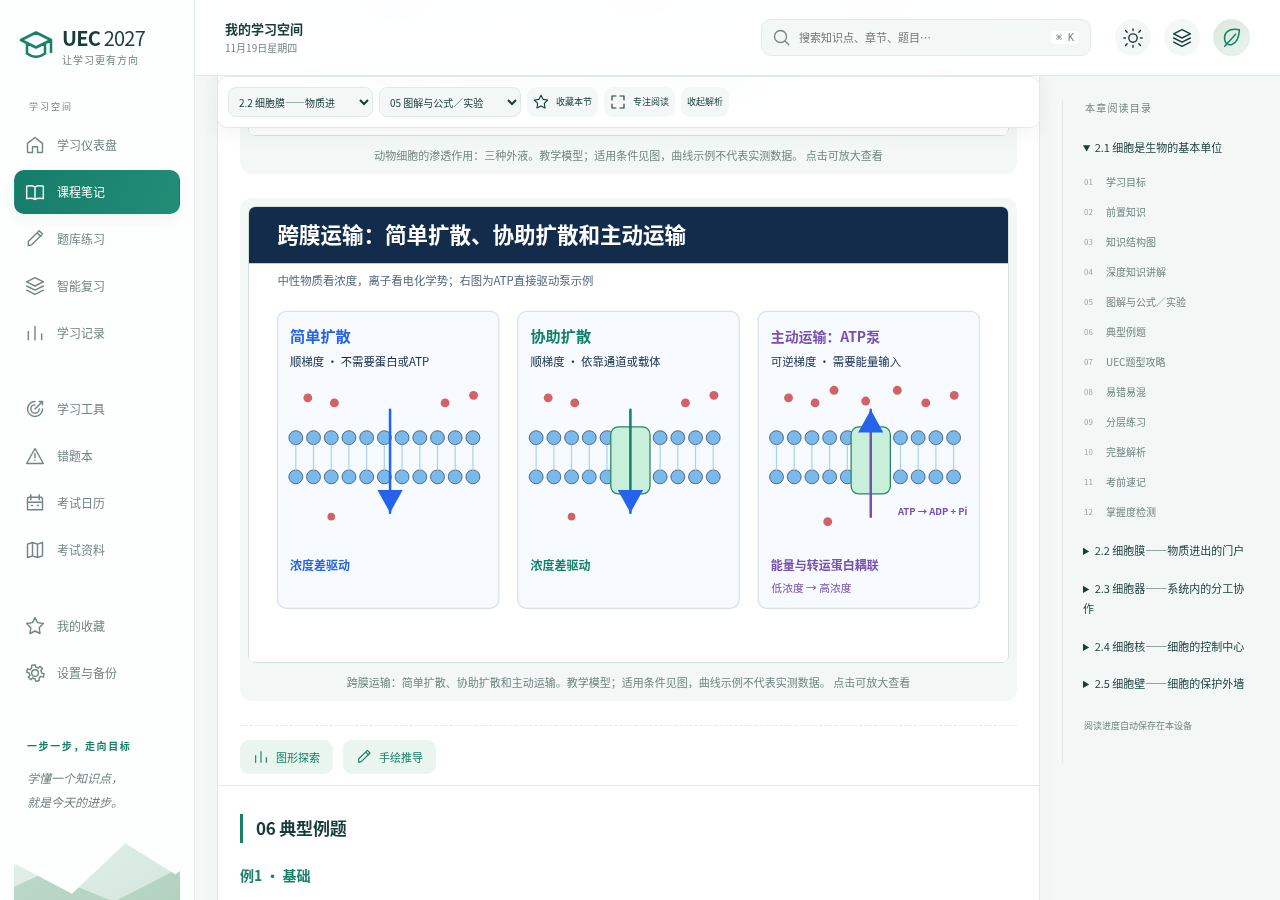 UEC 2027
让学习更有方向
学习空间
学习仪表盘
课程笔记
题库练习
智能复习
学习记录
学习工具
错题本
考试日历
考试资料
我的收藏
设置与备份
一步一步，走向目标
学懂一个知识点，
就是今天的进步。
我的学习空间
11月19日星期四
搜索知识点、章节、题目…
⌘ K
2.2 细胞膜——物质进
05 图解与公式／实验
收藏本节
专注阅读
收起解析
动物细胞的渗透作用：三种外液。教学模型；适用条件见图，曲线示例不代表实测数据。 点击可放大查看
跨膜运输：简单扩散、协助扩散和主动运输
中性物质看浓度，离子看电化学势；右图为ATP直接驱动泵示例
简单扩散
顺梯度 · 不需要蛋白或ATP
浓度差驱动
协助扩散
顺梯度 · 依靠通道或载体
浓度差驱动
主动运输：ATP泵
可逆梯度 · 需要能量输入
ATP → ADP + Pi
能量与转运蛋白耦联
低浓度 → 高浓度
跨膜运输：简单扩散、协助扩散和主动运输。教学模型；适用条件见图，曲线示例不代表实测数据。 点击可放大查看
图形探索
手绘推导
06 典型例题
例1 · 基础
本章阅读目录
▼ 2.1 细胞是生物的基本单位
01 学习目标
02 前置知识
03 知识结构图
04 深度知识讲解
05 图解与公式／实验
06 典型例题
07 UEC题型攻略
08 易错易混
09 分层练习
10 完整解析
11 考前速记
12 掌握度检测
▶ 2.2 细胞膜——物质进出的门户
▶ 2.3 细胞器——系统内的分工协
作
▶ 2.4 细胞核——细胞的控制中心
▶ 2.5 细胞壁——细胞的保护外墙
阅读进度自动保存在本设备